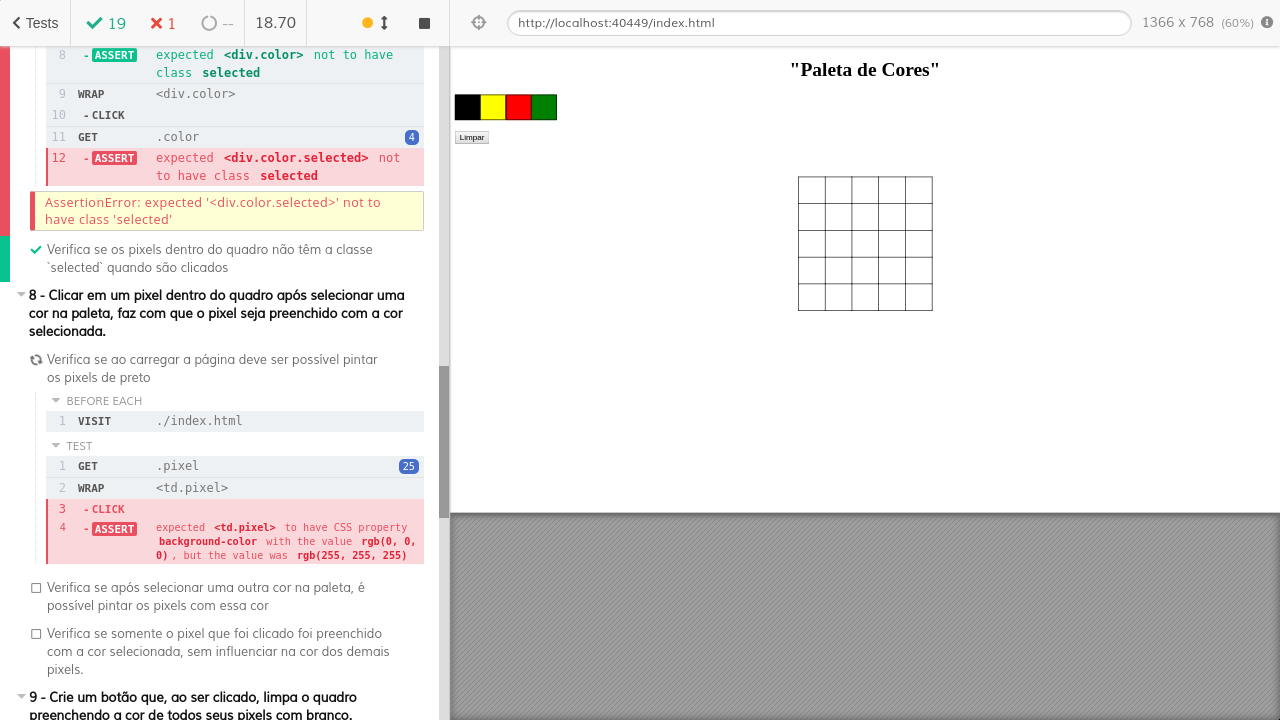 Tests
19
1
--
18.70
http://localhost:40449/index.html
1366 x 768 (60%)
8 - ASSERT expected <div.color> not to have
class selected
9 WRAP <div.color>
10 - CLICK
11 GET .color 4
12 - ASSERT expected <div.color.selected> not
to have class selected
AssertionError: expected '<div.color.selected>' not to
have class 'selected'
Verifica se os pixels dentro do quadro não têm a classe
`selected` quando são clicados
8 - Clicar em um pixel dentro do quadro após selecionar uma
cor na paleta, faz com que o pixel seja preenchido com a cor
selecionada.
Verifica se ao carregar a página deve ser possível pintar
os pixels de preto
BEFORE EACH
1 VISIT ./index.html
TEST
1 GET .pixel 25
2 WRAP <td.pixel>
3 - CLICK
4 - ASSERT expected <td.pixel> to have CSS property
background-color with the value rgb(0, 0,
0), but the value was rgb(255, 255, 255)
Verifica se após selecionar uma outra cor na paleta, é
possível pintar os pixels com essa cor
Verifica se somente o pixel que foi clicado foi preenchido
com a cor selecionada, sem influenciar na cor dos demais
pixels.
9 - Crie um botão que, ao ser clicado, limpa o quadro
preenchendo a cor de todos seus pixels com branco.
"Paleta de Cores"
Limpar